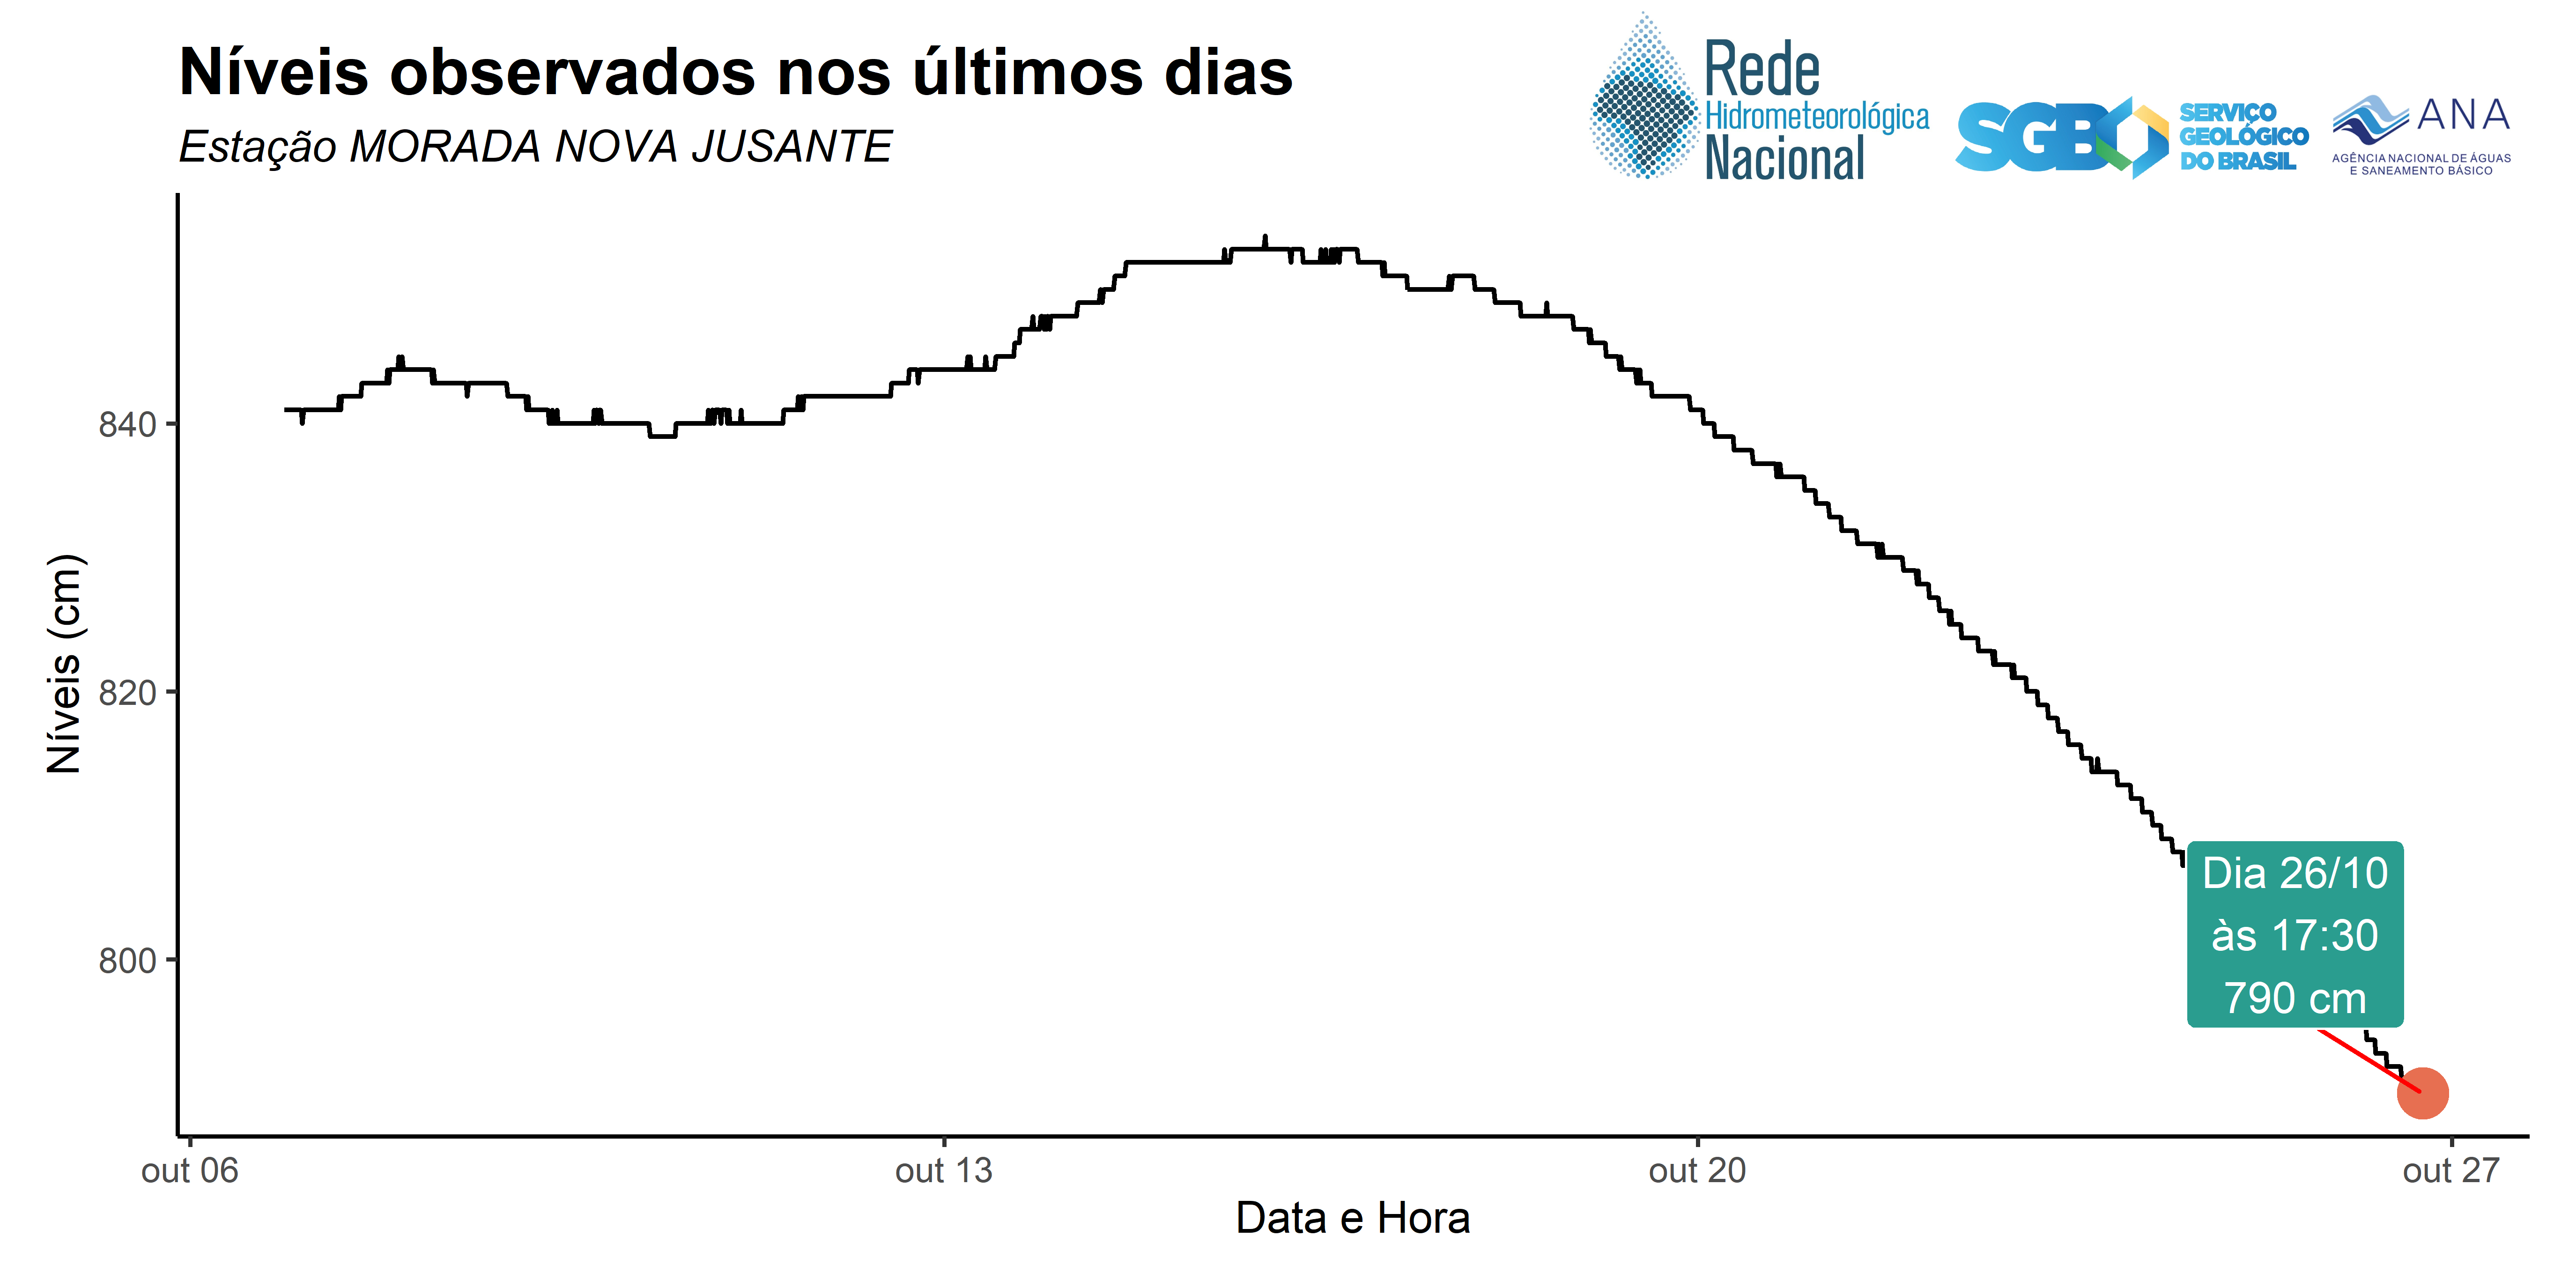 Níveis observados nos últimos dias
Estação MORADA NOVA JUSANTE
Rede
Hidrometeorológica
Nacional
SGB
SERVIÇO
GEOLÓGICO
DO BRASIL
ANA
AGÊNCIA NACIONAL DE ÁGUAS
E SANEAMENTO BÁSICO
Níveis (cm)
840
820
800
Dia 26/10
às 17:30
790 cm
out 06
out 13
out 20
out 27
Data e Hora